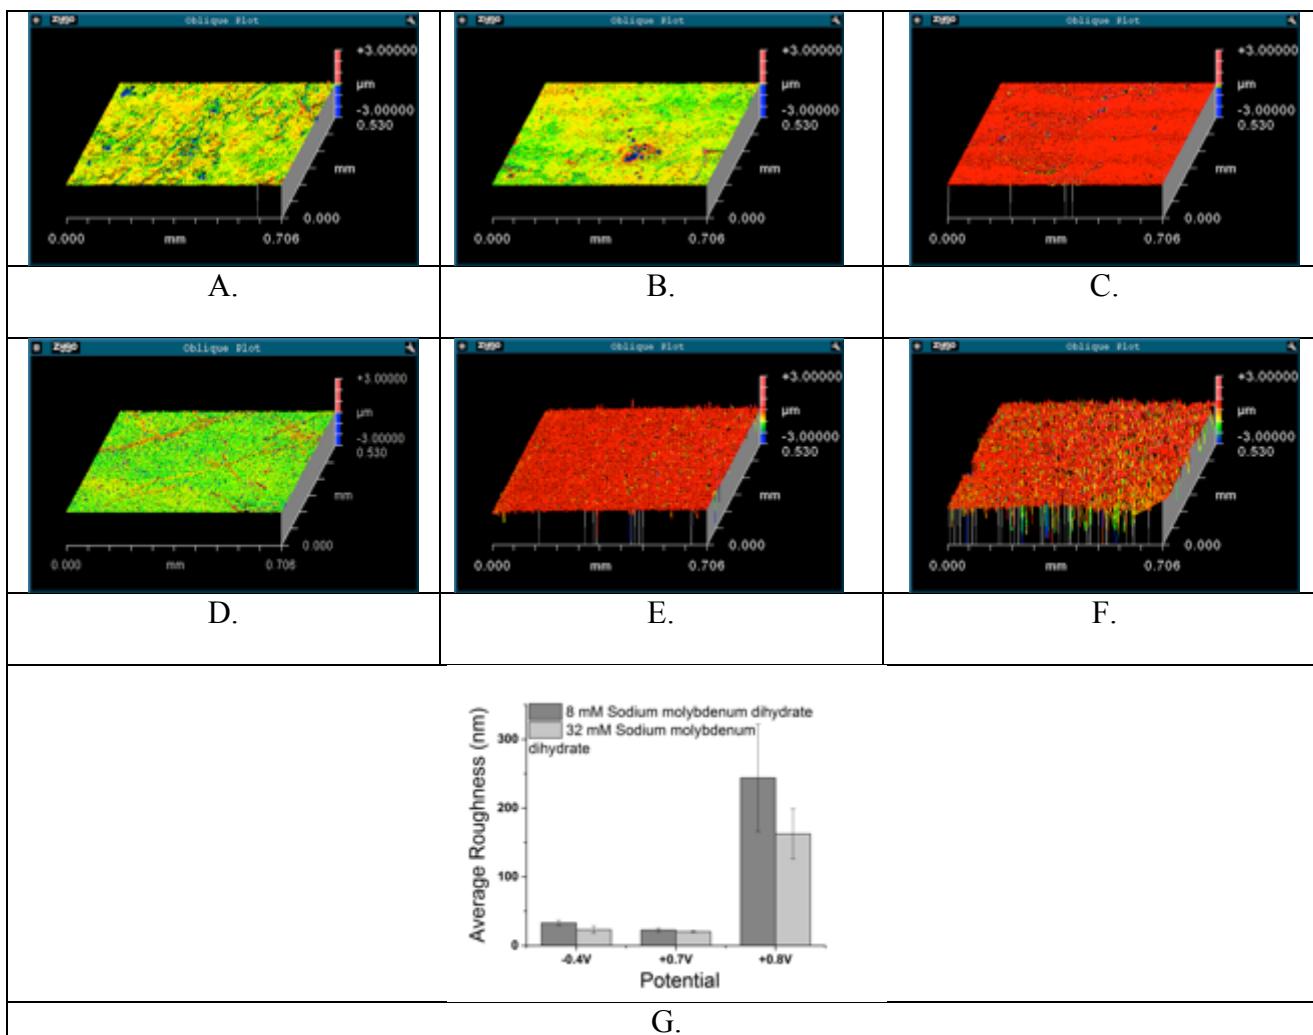 zygo Oblique Plot
+3.00000
µm
-3.00000
0.530
mm
0.000
0.000 mm 0.706
zygo Oblique Plot
+3.00000
µm
-3.00000
0.530
mm
0.000
0.000 mm 0.706
zygo Oblique Plot
+3.00000
µm
-3.00000
0.530
mm
0.000
0.000 mm 0.706
A.
B.
C.
zygo Oblique Plot
+3.00000
µm
-3.00000
0.530
mm
0.000
0.000 mm 0.706
zygo Oblique Plot
+3.00000
µm
-3.00000
0.530
mm
0.000
0.000 mm 0.706
zygo Oblique Plot
+3.00000
µm
-3.00000
0.530
mm
0.000
0.000 mm 0.706
D.
E.
F.
8 mM Sodium molybdenum dihydrate
32 mM Sodium molybdenum
dihydrate
Average Roughness (nm)
300
200
100
0
-0.4V +0.7V +0.8V
Potential
G.